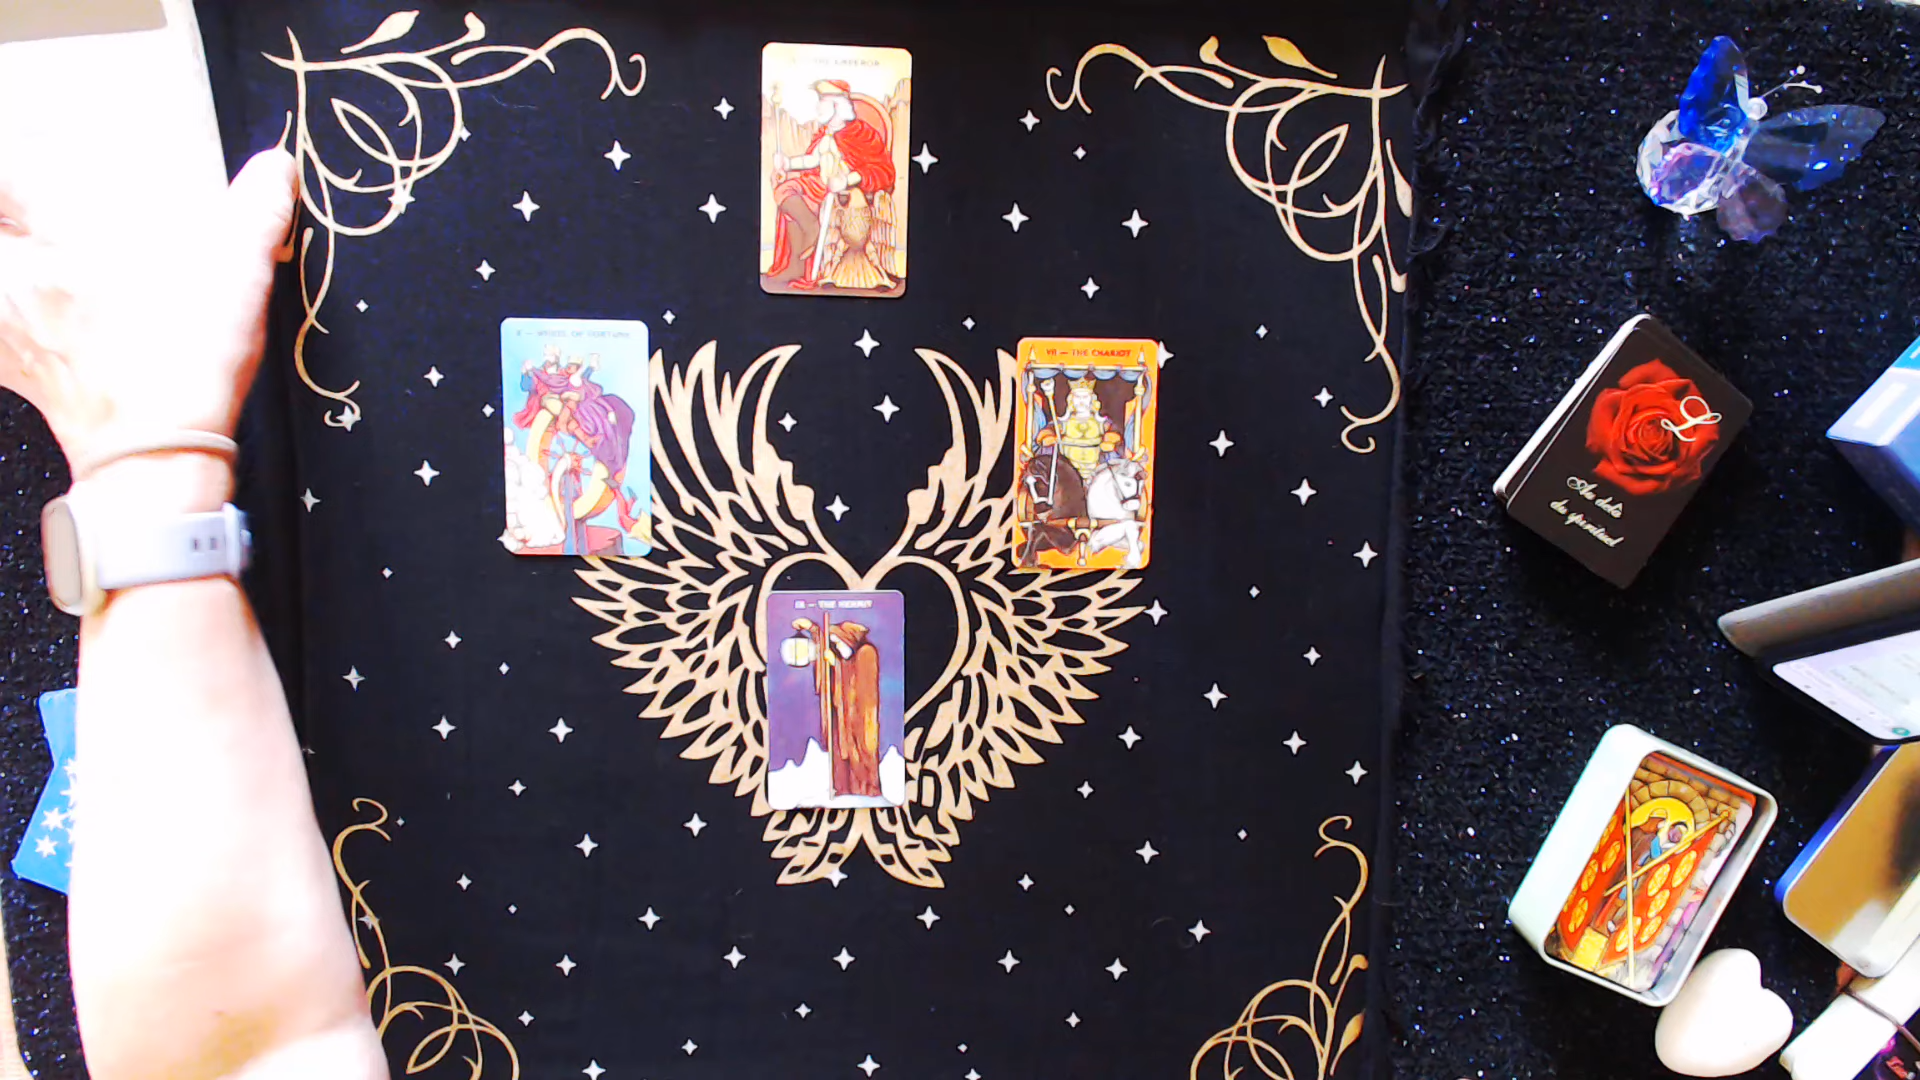 THE EMPEROR
X — WHEEL OF FORTUNE
VII — THE CHARIOT
IX — THE HERMIT
L
Au delà
du spirituel